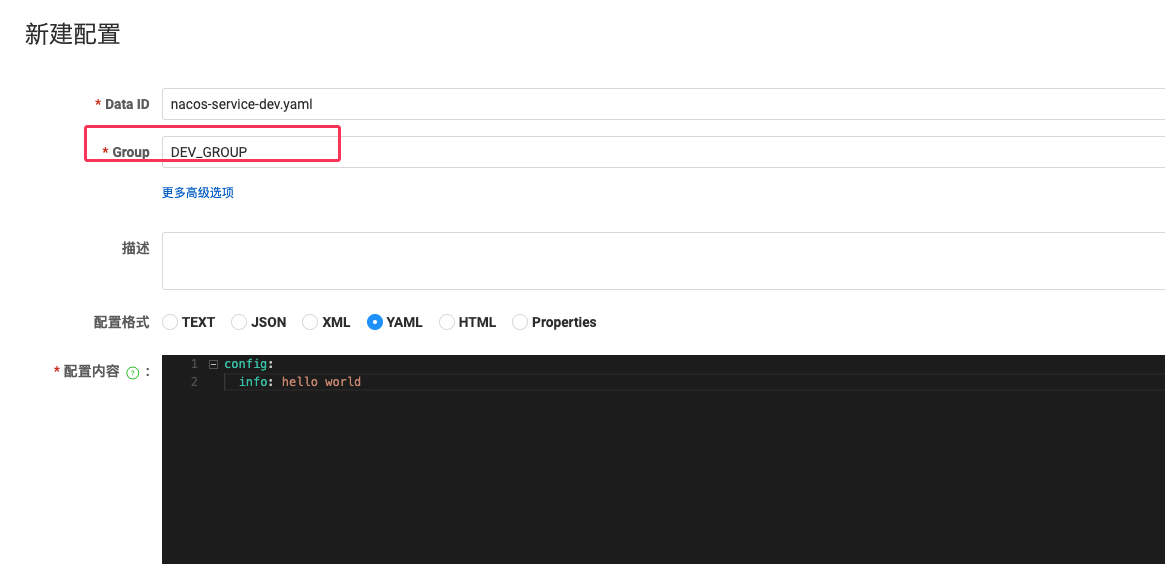 新建配置
* Data ID nacos-service-dev.yaml
* Group DEV_GROUP
更多高级选项
描述
配置格式 TEXT JSON XML YAML HTML Properties
* 配置内容 ? :
1 config:
2 info: hello world